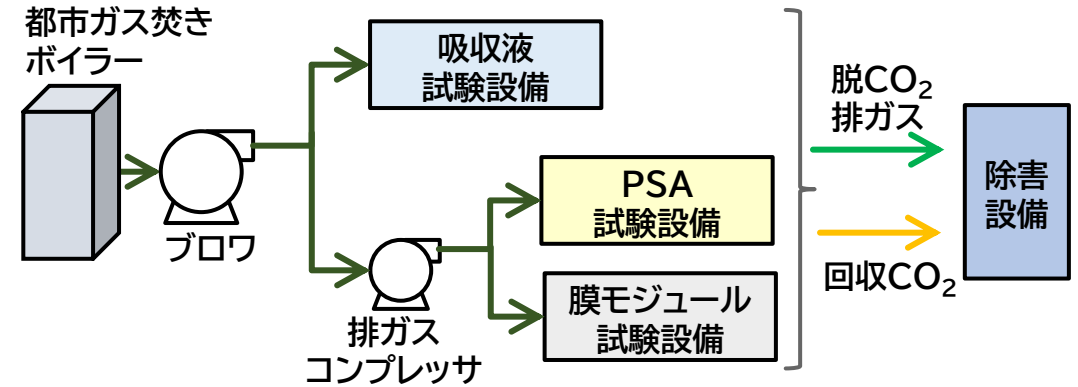 都市ガス焚き
ボイラー
ブロワ
吸収液
試験設備
排ガス
コンプレッサ
PSA
試験設備
膜モジュール
試験設備
脱CO₂
排ガス
回収CO₂
除害
設備